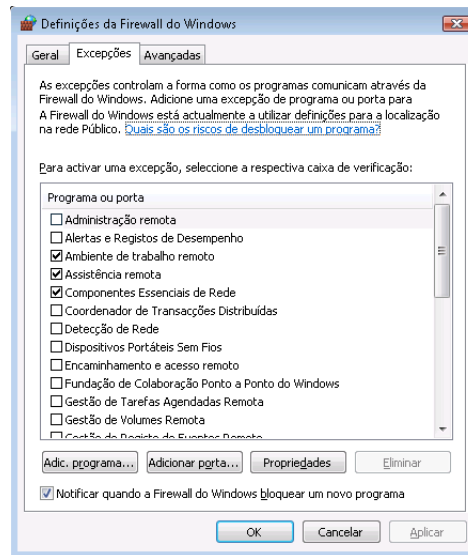 Definições da Firewall do Windows
Geral Excepções Avançadas
As excepções controlam a forma como os programas comunicam através da
Firewall do Windows. Adicione uma excepção de programa ou porta para
A Firewall do Windows está actualmente a utilizar definições para a localização
na rede Público. Quais são os riscos de desbloquear um programa?
Para activar uma excepção, seleccione a respectiva caixa de verificação:
Programa ou porta
Administração remota
Alertas e Registos de Desempenho
Ambiente de trabalho remoto
Assistência remota
Componentes Essenciais de Rede
Coordenador de Transacções Distribuídas
Detecção de Rede
Dispositivos Portáteis Sem Fios
Encaminhamento e acesso remoto
Fundação de Colaboração Ponto a Ponto do Windows
Gestão de Tarefas Agendadas Remota
Gestão de Volumes Remota
Gestão de Registo de Eventos Remoto
Adic. programa... Adicionar porta... Propriedades Eliminar
Notificar quando a Firewall do Windows bloquear um novo programa
OK Cancelar Aplicar